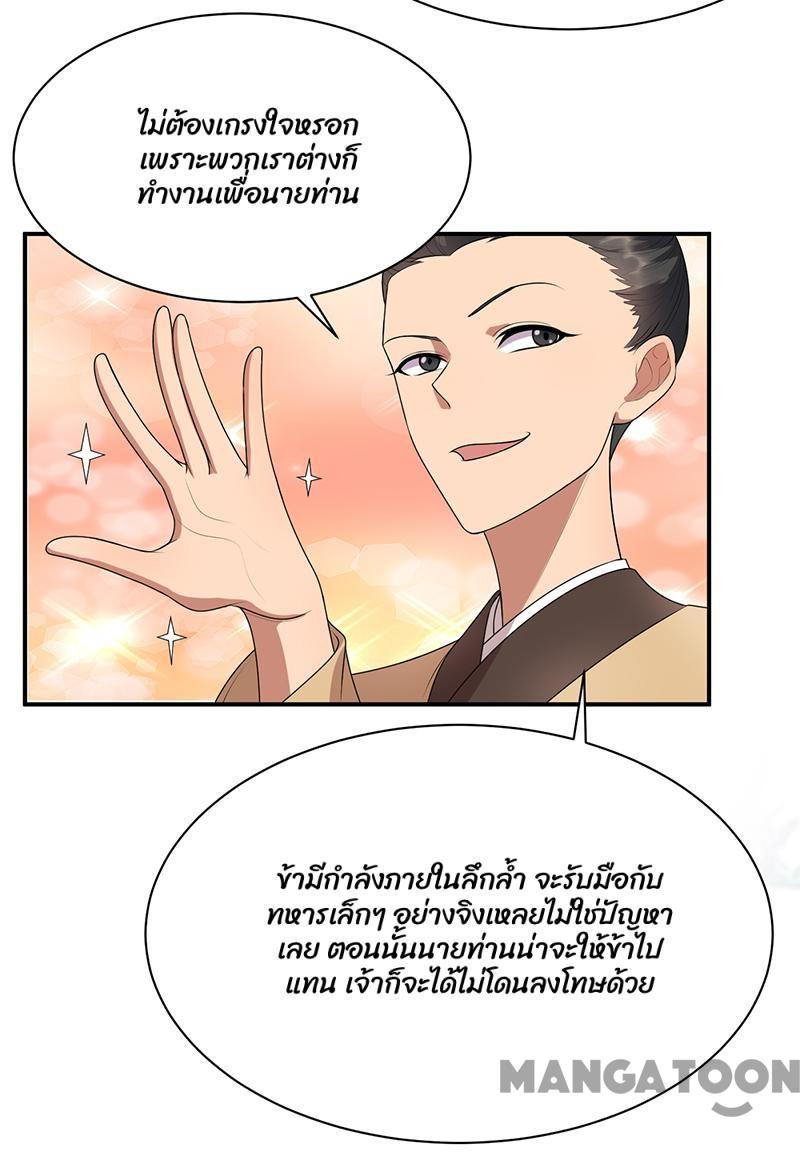 ไม่ต้องเกรงใจหรอก
เพราะพวกเราต่างก็
ทำงานเพื่อนายท่าน
ข้ามีกำลังภายในลึกล้ำ จะรับมือกับ
ทหารเล็กๆ อย่างจิงเหลยไม่ใช่ปัญหา
เลย ตอนนั้นนายท่านน่าจะให้ข้าไป
แทน เจ้าก็จะได้ไม่โดนลงโทษด้วย
MANGATOON